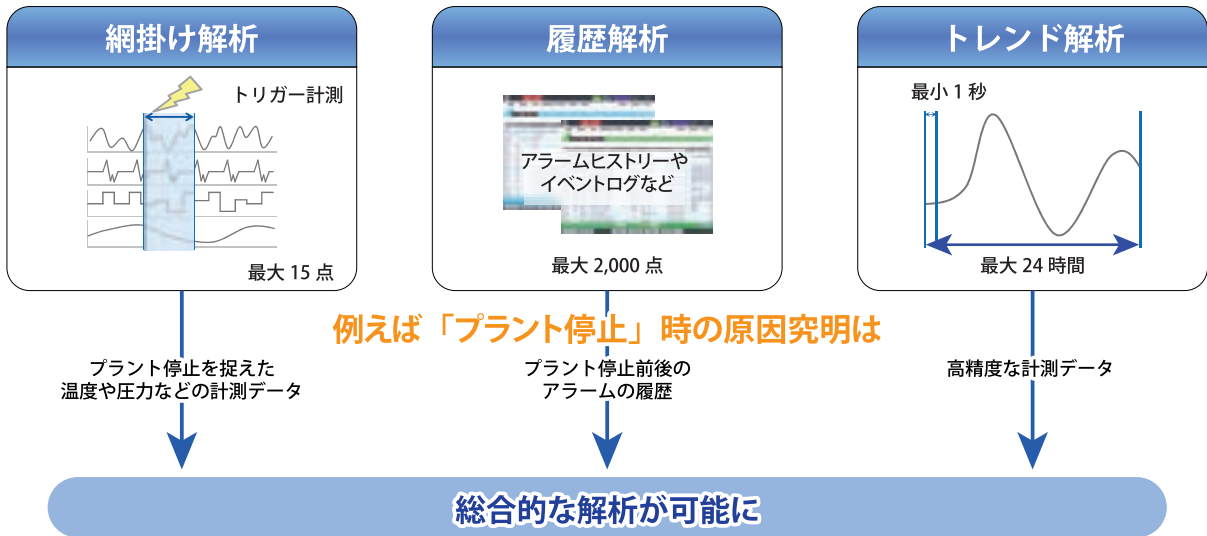 網掛け解析
トリガー計測
最大 15 点
履歴解析
アラームヒストリーや
イベントログなど
最大 2,000 点
トレンド解析
最小 1 秒
最大 24 時間
例えば「プラント停止」時の原因究明は
プラント停止を捉えた
温度や圧力などの計測データ
プラント停止前後の
アラームの履歴
高精度な計測データ
総合的な解析が可能に